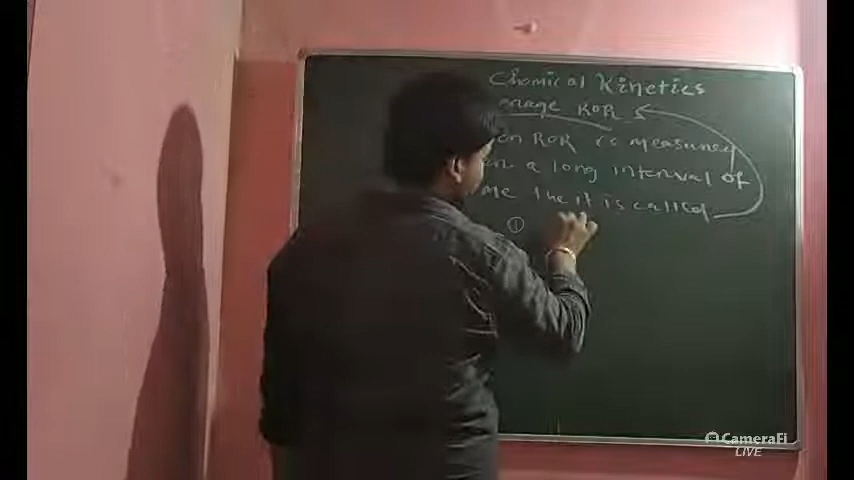 Chemical Kinetics
erage ROR
en ROR is measured
in a long interval of
me the it is called
①
CameraFi
LIVE